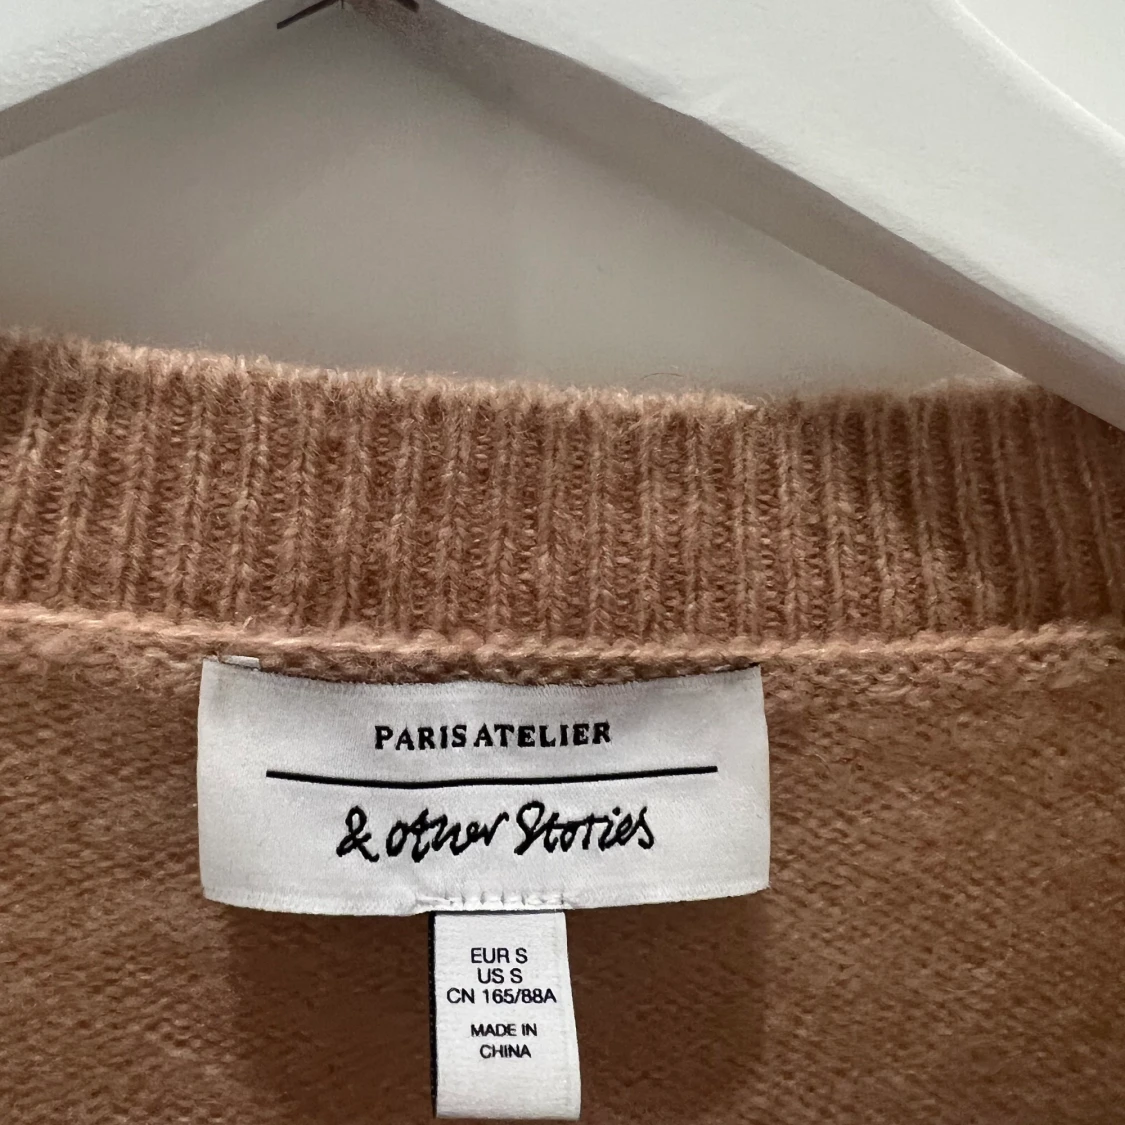 PARIS ATELIER
& other Stories
EUR S
US S
CN 165/88A
MADE IN
CHINA